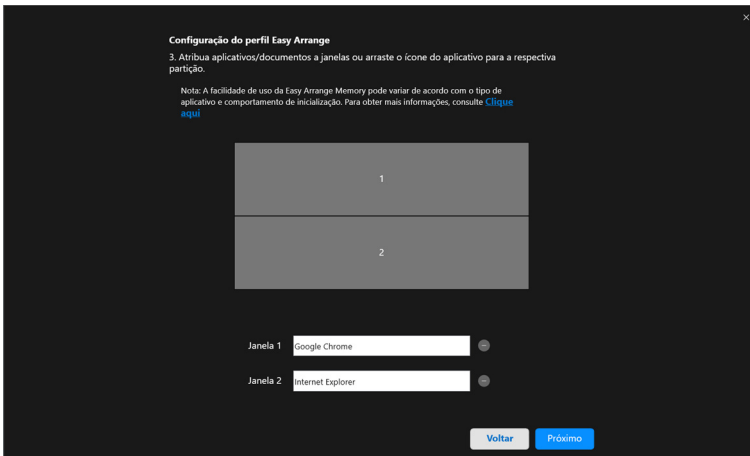 ×
Configuração do perfil Easy Arrange
3. Atribua aplicativos/documentos a janelas ou arraste o ícone do aplicativo para a respectiva
partição.
Nota: A facilidade de uso da Easy Arrange Memory pode variar de acordo com o tipo de
aplicativo e comportamento de inicialização. Para obter mais informações, consulte Clique
aqui
1
2
Janela 1 Google Chrome
Janela 2 Internet Explorer
Voltar Próximo